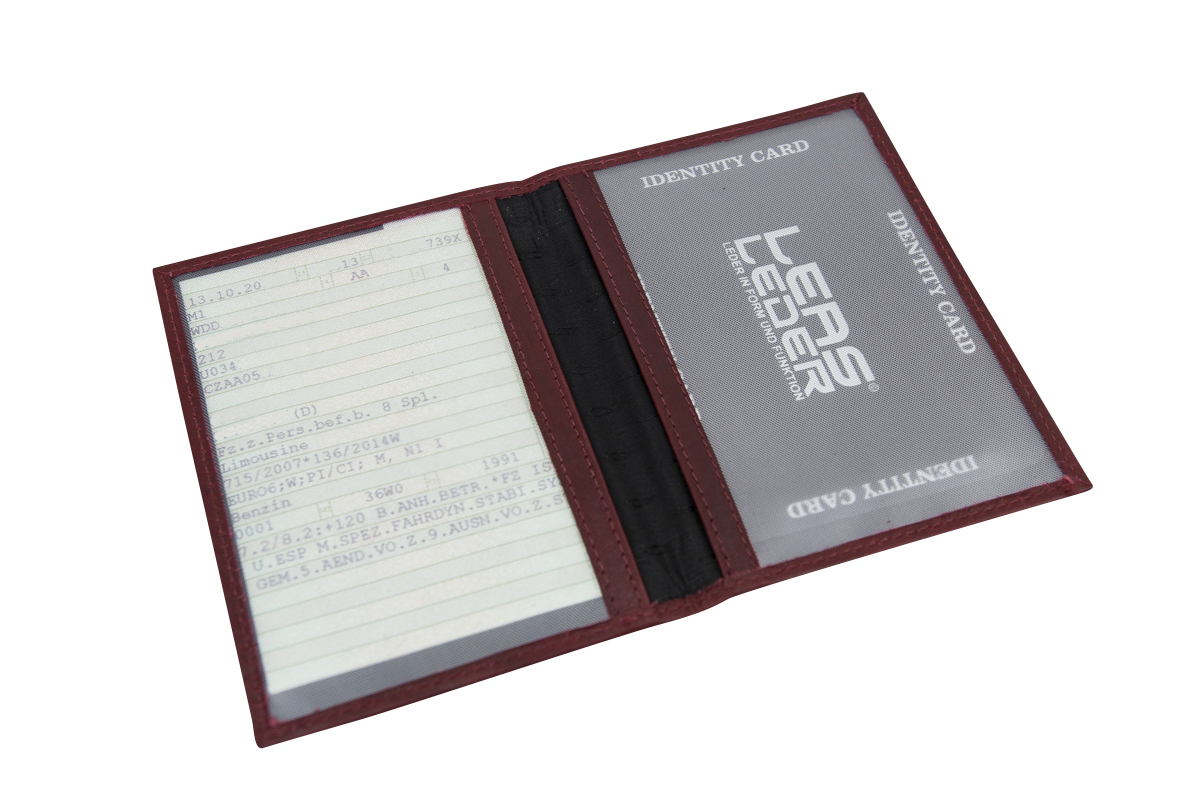 739X
13
13.10.20 AA 4
M1
WDD
212
U034
CZAA05
(D)
Fz.z.Pers.bef.b. 8 Spl.
Limousine
715/2007*136/2014W
EURO6;W;PI/CI; M, N1 I
Benzin 1991
0001 36W0
7.2/8.2:+120 B.ANH.BETR.*FZ IS
U.ESP M.SPEZ.FAHRDYN.STABI.SY
GEM.5.AEND.VO.Z.9.AUSN.VO.Z.S
IDENTITY CARD
IDENTITY CARD
LEAS
LEDER
®
LEDER IN FORM UND FUNKTION
IDENTITY CARD